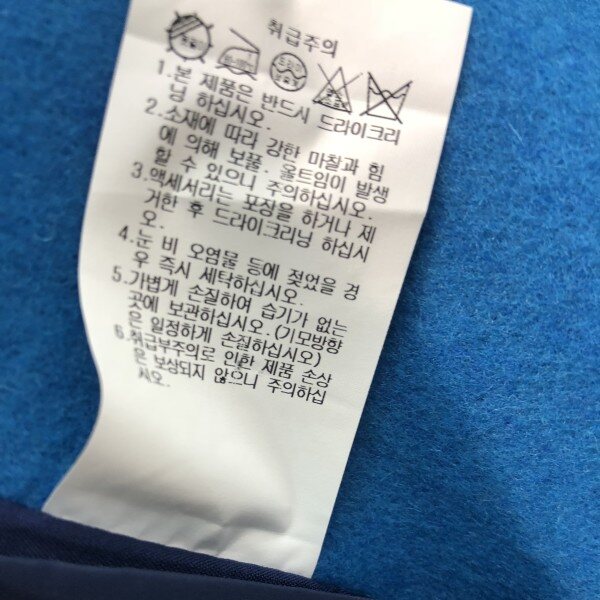 취급주의
1.본 제품은 반드시 드라이크리
닝 하십시오.
2.소재에 따라 강한 마찰과 힘
에 의해 보풀. 올트임이 발생
할 수 있으니 주의하십시오.
3.액세서리는 포장을 하거나 제
거한 후 드라이크리닝 하십시
오.
4.눈 비 오염물 등에 젖었을 경
우 즉시 세탁하십시오.
5.가볍게 손질하여 습기가 없는
곳에 보관하십시오.(기모방향
은 일정하게 손질하십시오)
6.취급부주의로 인한 제품 손상
은 보상되지 않으니 주의하십
시오.